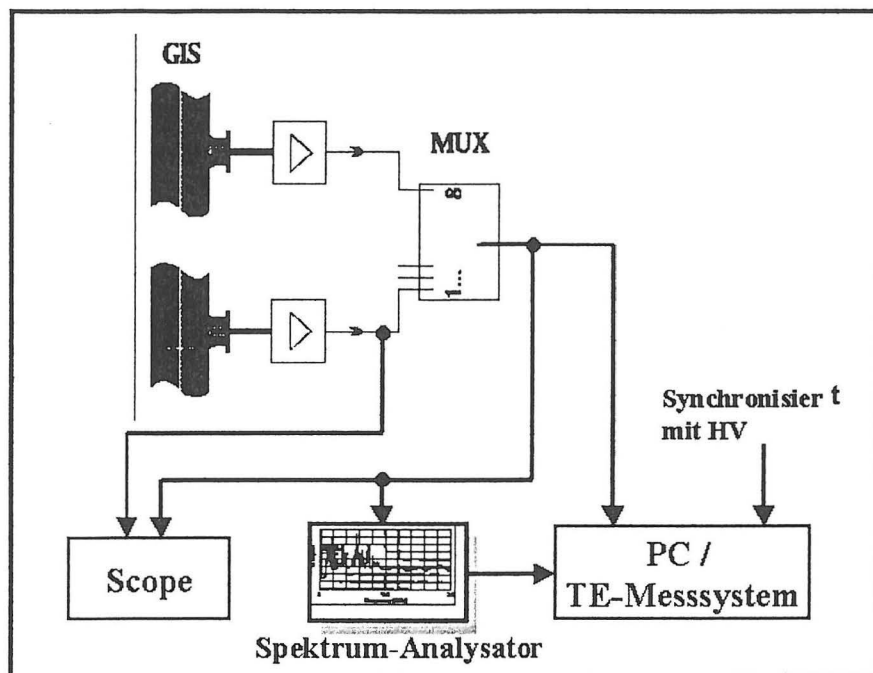 GIS
MUX
8
1...
Synchronisier t
mit HV
Scope
PC /
TE-Messsystem
Spektrum-Analysator